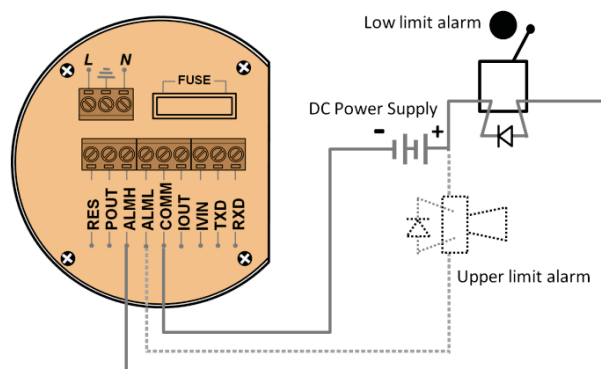 Low limit alarm
L N
FUSE
DC Power Supply
- +
RES
POUT
ALMH
ALML
COMM
IOUT
IVIN
TXD
RXD
Upper limit alarm